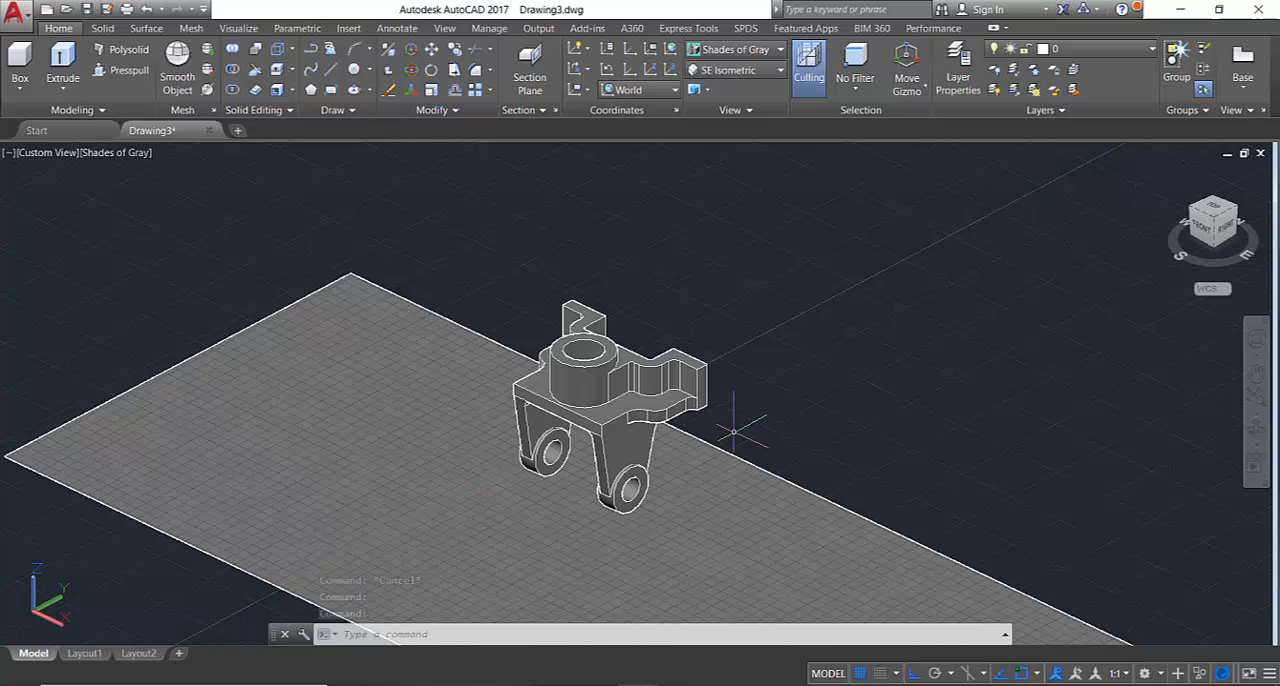 Autodesk AutoCAD 2017 Drawing3.dwg
Type a keyword or phrase
Sign In
Home Solid Surface Mesh Visualize Parametric Insert Annotate View Manage Output Add-ins A360 Express Tools SPDS Featured Apps BIM 360 Performance
Box
Extrude
Polysolid
Presspull
Smooth
Object
Section
Plane
World
Shades of Gray
SE Isometric
Culling
No Filter
Move
Gizmo
Layer
Properties
0
Group
Base
Modeling Mesh Solid Editing Draw Modify Section Coordinates View Selection Layers Groups View
Start Drawing3*
[−][Custom View][Shades of Gray]
TOP
FRONT
RIGHT
W
S
E
WCS
Z
Y
X
Command: *Cancel*
Command:
Command:
Type a command
Model Layout1 Layout2
MODEL 1:1